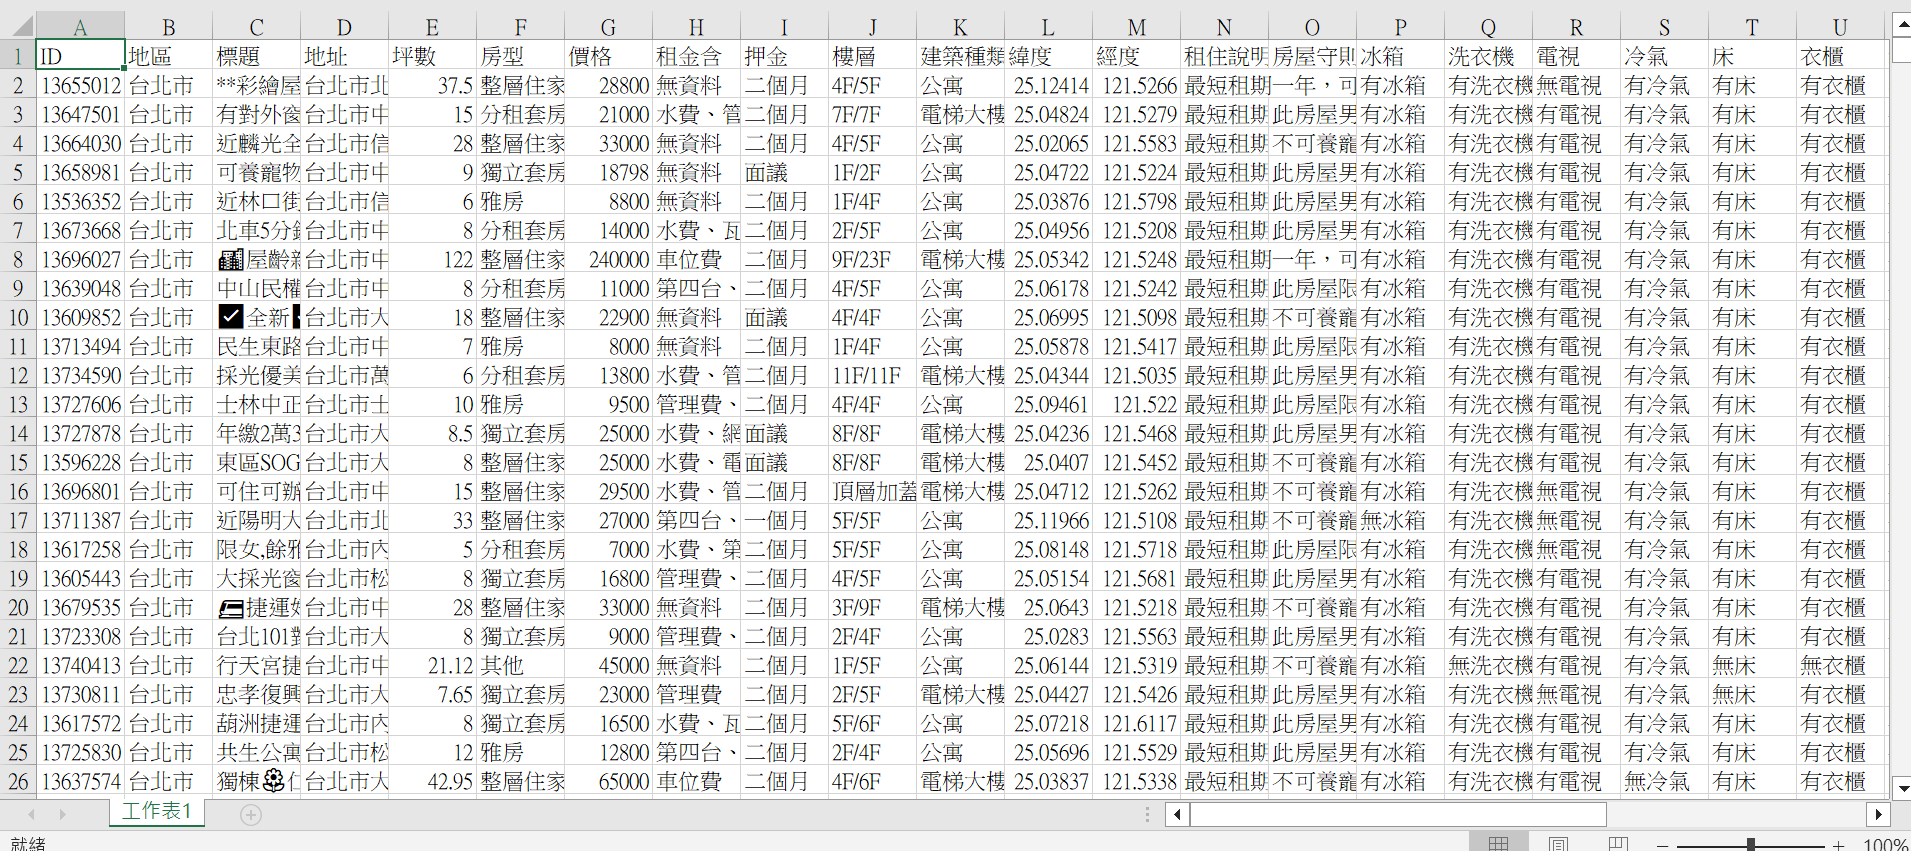 A B C D E F G H I J K L M N O P Q R S T U
1 ID 地區 標題 地址 坪數 房型 價格 租金含 押金 樓層 建築種類 緯度 經度 租住說明 房屋守則 冰箱 洗衣機 電視 冷氣 床 衣櫃
2 13655012 台北市 **彩繪屋 台北市北 37.5 整層住家 28800 無資料 二個月 4F/5F 公寓 25.12414 121.5266 最短租期一年，可 有冰箱 有洗衣機 無電視 有冷氣 有床 有衣櫃
3 13647501 台北市 有對外窗 台北市中 15 分租套房 21000 水費、管 二個月 7F/7F 電梯大樓 25.04824 121.5279 最短租期 此房屋男 有冰箱 有洗衣機 有電視 有冷氣 有床 有衣櫃
4 13664030 台北市 近麟光全 台北市信 28 整層住家 33000 無資料 二個月 4F/5F 公寓 25.02065 121.5583 最短租期 不可養寵 有冰箱 有洗衣機 有電視 有冷氣 有床 有衣櫃
5 13658981 台北市 可養寵物 台北市中 9 獨立套房 18798 無資料 面議 1F/2F 公寓 25.04722 121.5224 最短租期 此房屋男 有冰箱 有洗衣機 有電視 有冷氣 有床 有衣櫃
6 13536352 台北市 近林口街 台北市信 6 雅房 8800 無資料 二個月 1F/4F 公寓 25.03876 121.5798 最短租期 此房屋男 有冰箱 有洗衣機 有電視 有冷氣 有床 有衣櫃
7 13673668 台北市 北車5分 台北市中 8 分租套房 14000 水費、瓦 二個月 2F/5F 公寓 25.04956 121.5208 最短租期 此房屋男 有冰箱 有洗衣機 有電視 有冷氣 有床 有衣櫃
8 13696027 台北市 🏙屋齡新 台北市中 122 整層住家 240000 車位費 二個月 9F/23F 電梯大樓 25.05342 121.5248 最短租期一年，可 有冰箱 有洗衣機 有電視 有冷氣 有床 有衣櫃
9 13639048 台北市 中山民權 台北市中 8 分租套房 11000 第四台、 二個月 4F/5F 公寓 25.06178 121.5242 最短租期 此房屋限 有冰箱 有洗衣機 有電視 有冷氣 有床 有衣櫃
10 13609852 台北市 ✅全新 台北市大 18 整層住家 22900 無資料 面議 4F/4F 公寓 25.06995 121.5098 最短租期 不可養寵 有冰箱 有洗衣機 有電視 有冷氣 有床 有衣櫃
11 13713494 台北市 民生東路 台北市中 7 雅房 8000 無資料 二個月 1F/4F 公寓 25.05878 121.5417 最短租期 此房屋限 有冰箱 有洗衣機 有電視 有冷氣 有床 有衣櫃
12 13734590 台北市 採光優美 台北市萬 6 分租套房 13800 水費、管 二個月 11F/11F 電梯大樓 25.04344 121.5035 最短租期 此房屋男 有冰箱 有洗衣機 有電視 有冷氣 有床 有衣櫃
13 13727606 台北市 士林中正 台北市士 10 雅房 9500 管理費、 二個月 4F/4F 公寓 25.09461 121.522 最短租期 此房屋限 有冰箱 有洗衣機 有電視 有冷氣 有床 有衣櫃
14 13727878 台北市 年繳2萬3 台北市大 8.5 獨立套房 25000 水費、網 面議 8F/8F 電梯大樓 25.04236 121.5468 最短租期 此房屋男 有冰箱 有洗衣機 有電視 有冷氣 有床 有衣櫃
15 13596228 台北市 東區SOG 台北市大 8 整層住家 25000 水費、電 面議 8F/8F 電梯大樓 25.0407 121.5452 最短租期 不可養寵 有冰箱 有洗衣機 有電視 有冷氣 有床 有衣櫃
16 13696801 台北市 可住可辦 台北市中 15 整層住家 29500 水費、管 二個月 頂層加蓋 電梯大樓 25.04712 121.5262 最短租期 不可養寵 有冰箱 有洗衣機 無電視 有冷氣 有床 有衣櫃
17 13711387 台北市 近陽明大 台北市北 33 整層住家 27000 第四台、 一個月 5F/5F 公寓 25.11966 121.5108 最短租期 不可養寵 無冰箱 有洗衣機 無電視 有冷氣 有床 有衣櫃
18 13617258 台北市 限女,餘雅 台北市內 5 分租套房 7000 水費、第 二個月 5F/5F 公寓 25.08148 121.5718 最短租期 此房屋限 有冰箱 有洗衣機 無電視 有冷氣 有床 有衣櫃
19 13605443 台北市 大採光窗 台北市松 8 獨立套房 16800 管理費、 二個月 4F/5F 公寓 25.05154 121.5681 最短租期 此房屋男 有冰箱 有洗衣機 有電視 有冷氣 有床 有衣櫃
20 13679535 台北市 捷運 台北市中 28 整層住家 33000 無資料 二個月 3F/9F 電梯大樓 25.0643 121.5218 最短租期 不可養寵 有冰箱 有洗衣機 有電視 有冷氣 有床 有衣櫃
21 13723308 台北市 台北101對 台北市大 8 獨立套房 9000 管理費、 二個月 2F/4F 公寓 25.0283 121.5563 最短租期 此房屋男 有冰箱 有洗衣機 有電視 有冷氣 有床 有衣櫃
22 13740413 台北市 行天宮捷 台北市中 21.12 其他 45000 無資料 二個月 1F/5F 公寓 25.06144 121.5319 最短租期 不可養寵 有冰箱 無洗衣機 有電視 有冷氣 無床 無衣櫃
23 13730811 台北市 忠孝復興 台北市大 7.65 獨立套房 23000 管理費 二個月 2F/5F 電梯大樓 25.04427 121.5426 最短租期 此房屋男 有冰箱 有洗衣機 無電視 有冷氣 無床 有衣櫃
24 13617572 台北市 葫洲捷運 台北市內 8 獨立套房 16500 水費、瓦 二個月 5F/6F 公寓 25.07218 121.6117 最短租期 此房屋男 有冰箱 有洗衣機 有電視 有冷氣 有床 有衣櫃
25 13725830 台北市 共生公寓 台北市松 12 雅房 12800 第四台、 二個月 2F/4F 公寓 25.05696 121.5529 最短租期 此房屋男 有冰箱 有洗衣機 有電視 有冷氣 有床 有衣櫃
26 13637574 台北市 獨棟🌼仁 台北市大 42.95 整層住家 65000 車位費 二個月 4F/6F 電梯大樓 25.03837 121.5338 最短租期 不可養寵 有冰箱 有洗衣機 有電視 無冷氣 有床 有衣櫃
工作表1
就緒 100%